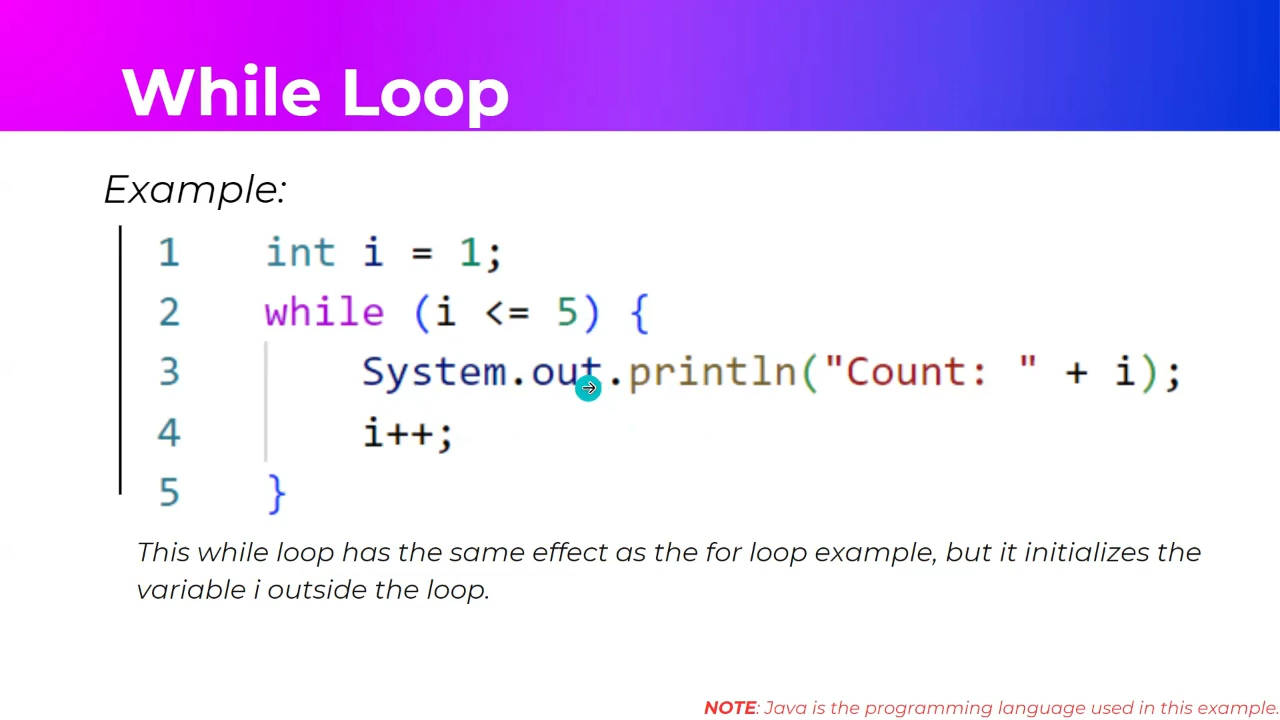 While Loop
Example:
1 int i = 1;
2 while (i <= 5) {
3 System.out.println("Count: " + i);
4 i++;
5 }
This while loop has the same effect as the for loop example, but it initializes the
variable i outside the loop.
NOTE: Java is the programming language used in this example.